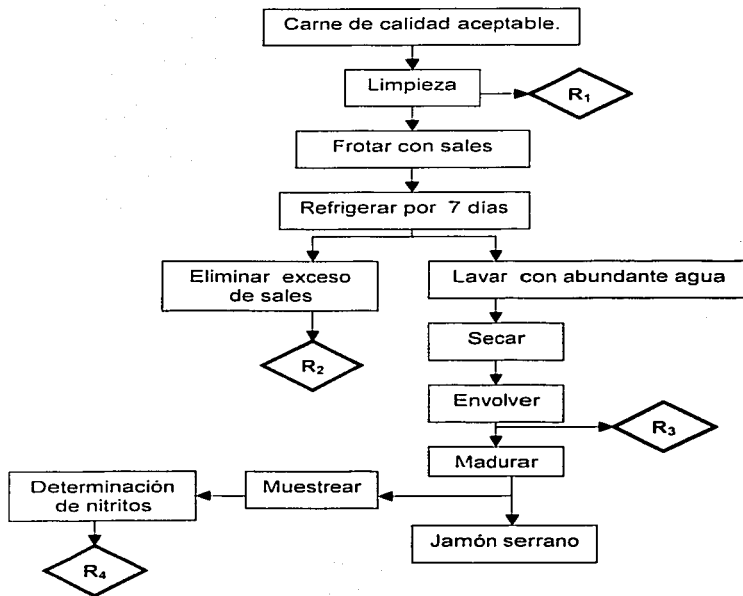 Carne de calidad aceptable.
Limpieza
R₁
Frotar con sales
Refrigerar por 7 días
Eliminar exceso
de sales
Lavar con abundante agua
Secar
R₂
Envolver
R₃
Madurar
Determinación
de nitritos
Muestrear
Jamón serrano
R₄